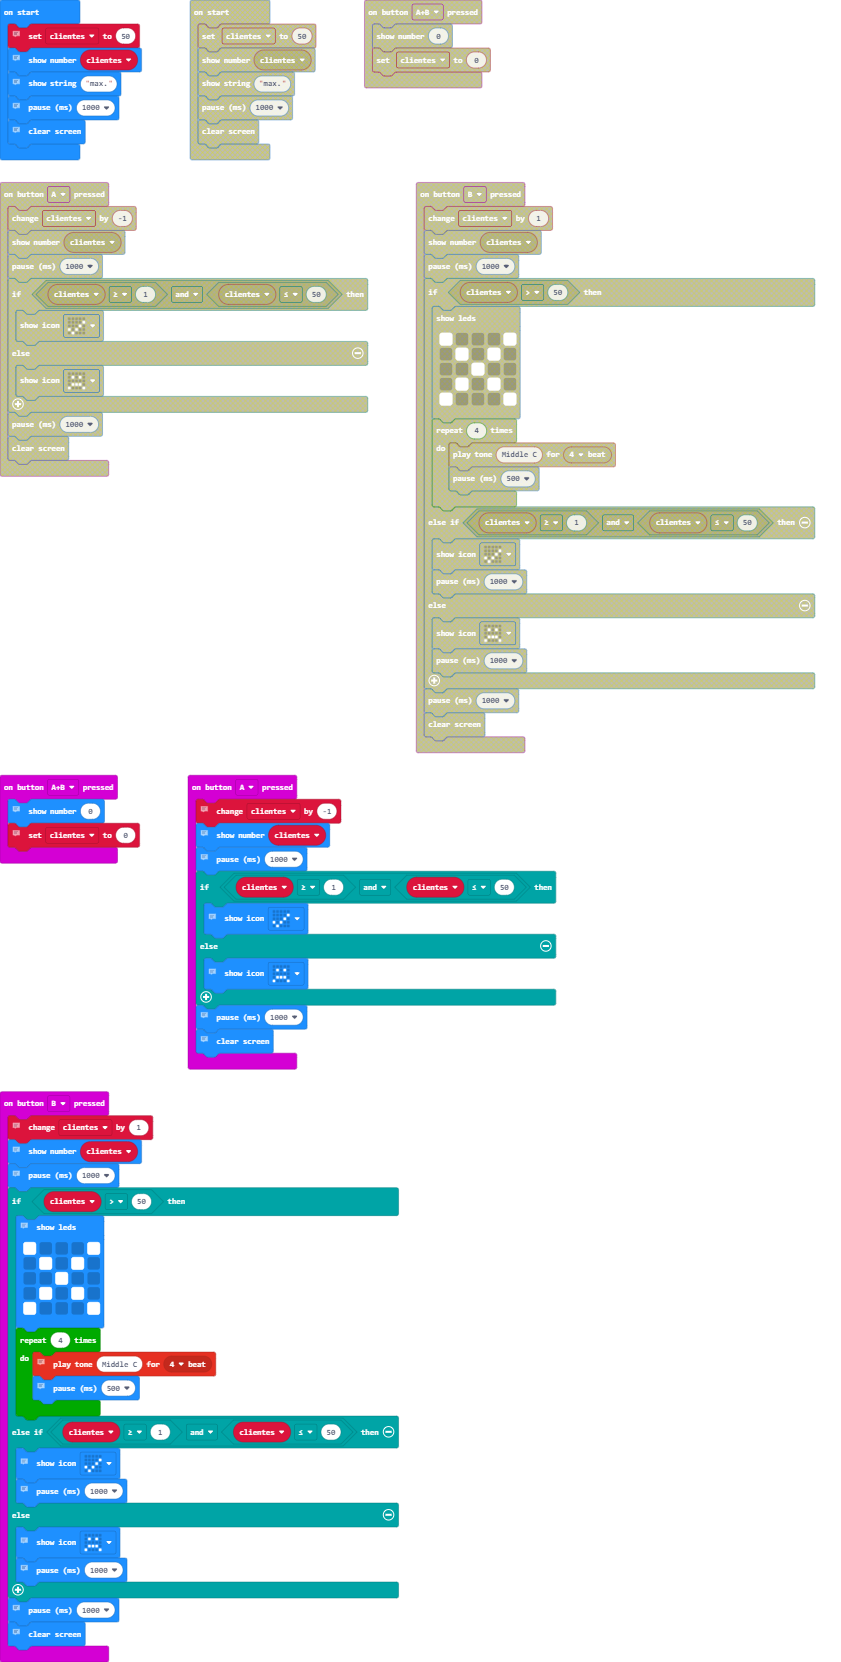 on start
set clientes to 50
show number clientes
show string "max."
pause (ms) 1000
clear screen
on start
set clientes to 50
show number clientes
show string "max."
pause (ms) 1000
clear screen
on button A+B pressed
show number 0
set clientes to 0
on button A pressed
change clientes by -1
show number clientes
pause (ms) 1000
if clientes ≥ 1 and clientes ≤ 50 then
show icon
else
show icon
pause (ms) 1000
clear screen
on button B pressed
change clientes by 1
show number clientes
pause (ms) 1000
if clientes > 50 then
show leds
repeat 4 times
do play tone Middle C for 4 beat
pause (ms) 500
else if clientes ≥ 1 and clientes ≤ 50 then
show icon
pause (ms) 1000
else
show icon
pause (ms) 1000
pause (ms) 1000
clear screen
on button A+B pressed
show number 0
set clientes to 0
on button A pressed
change clientes by -1
show number clientes
pause (ms) 1000
if clientes ≥ 1 and clientes ≤ 50 then
show icon
else
show icon
pause (ms) 1000
clear screen
on button B pressed
change clientes by 1
show number clientes
pause (ms) 1000
if clientes > 50 then
show leds
repeat 4 times
do play tone Middle C for 4 beat
pause (ms) 500
else if clientes ≥ 1 and clientes ≤ 50 then
show icon
pause (ms) 1000
else
show icon
pause (ms) 1000
pause (ms) 1000
clear screen